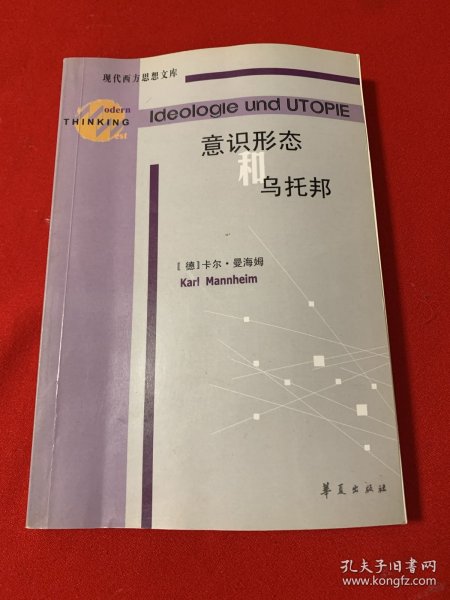 现代西方思想文库
Modern
THINKING
West
Ideologie und UTOPIE
意识形态
和
乌托邦
[德]卡尔·曼海姆
Karl Mannheim
华夏出版社
孔夫子旧书网
www.kongfz.com